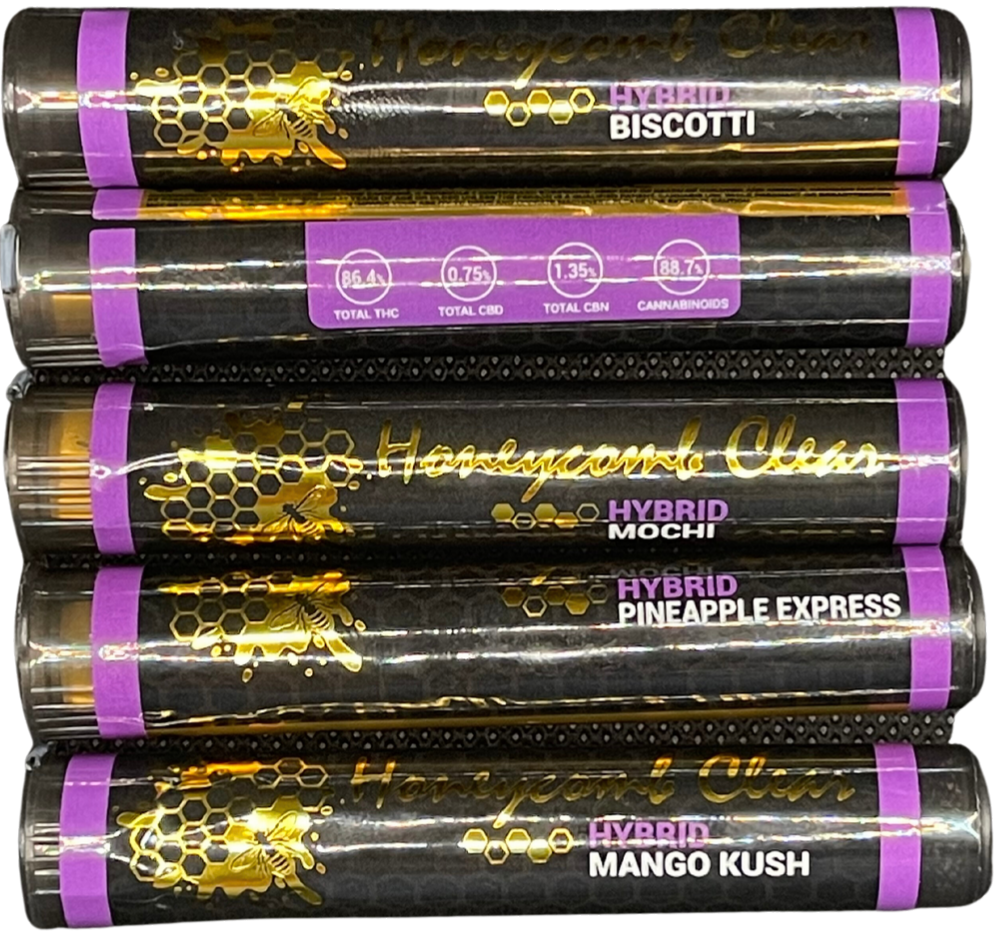 Honeycomb Clear
HYBRID
BISCOTTI
86.4% 0.75% 1.35% 88.7%
TOTAL THC TOTAL CBD TOTAL CBN CANNABINOIDS
Honeycomb Clear
HYBRID
MOCHI
HYBRID
PINEAPPLE EXPRESS
Honeycomb Clear
HYBRID
MANGO KUSH